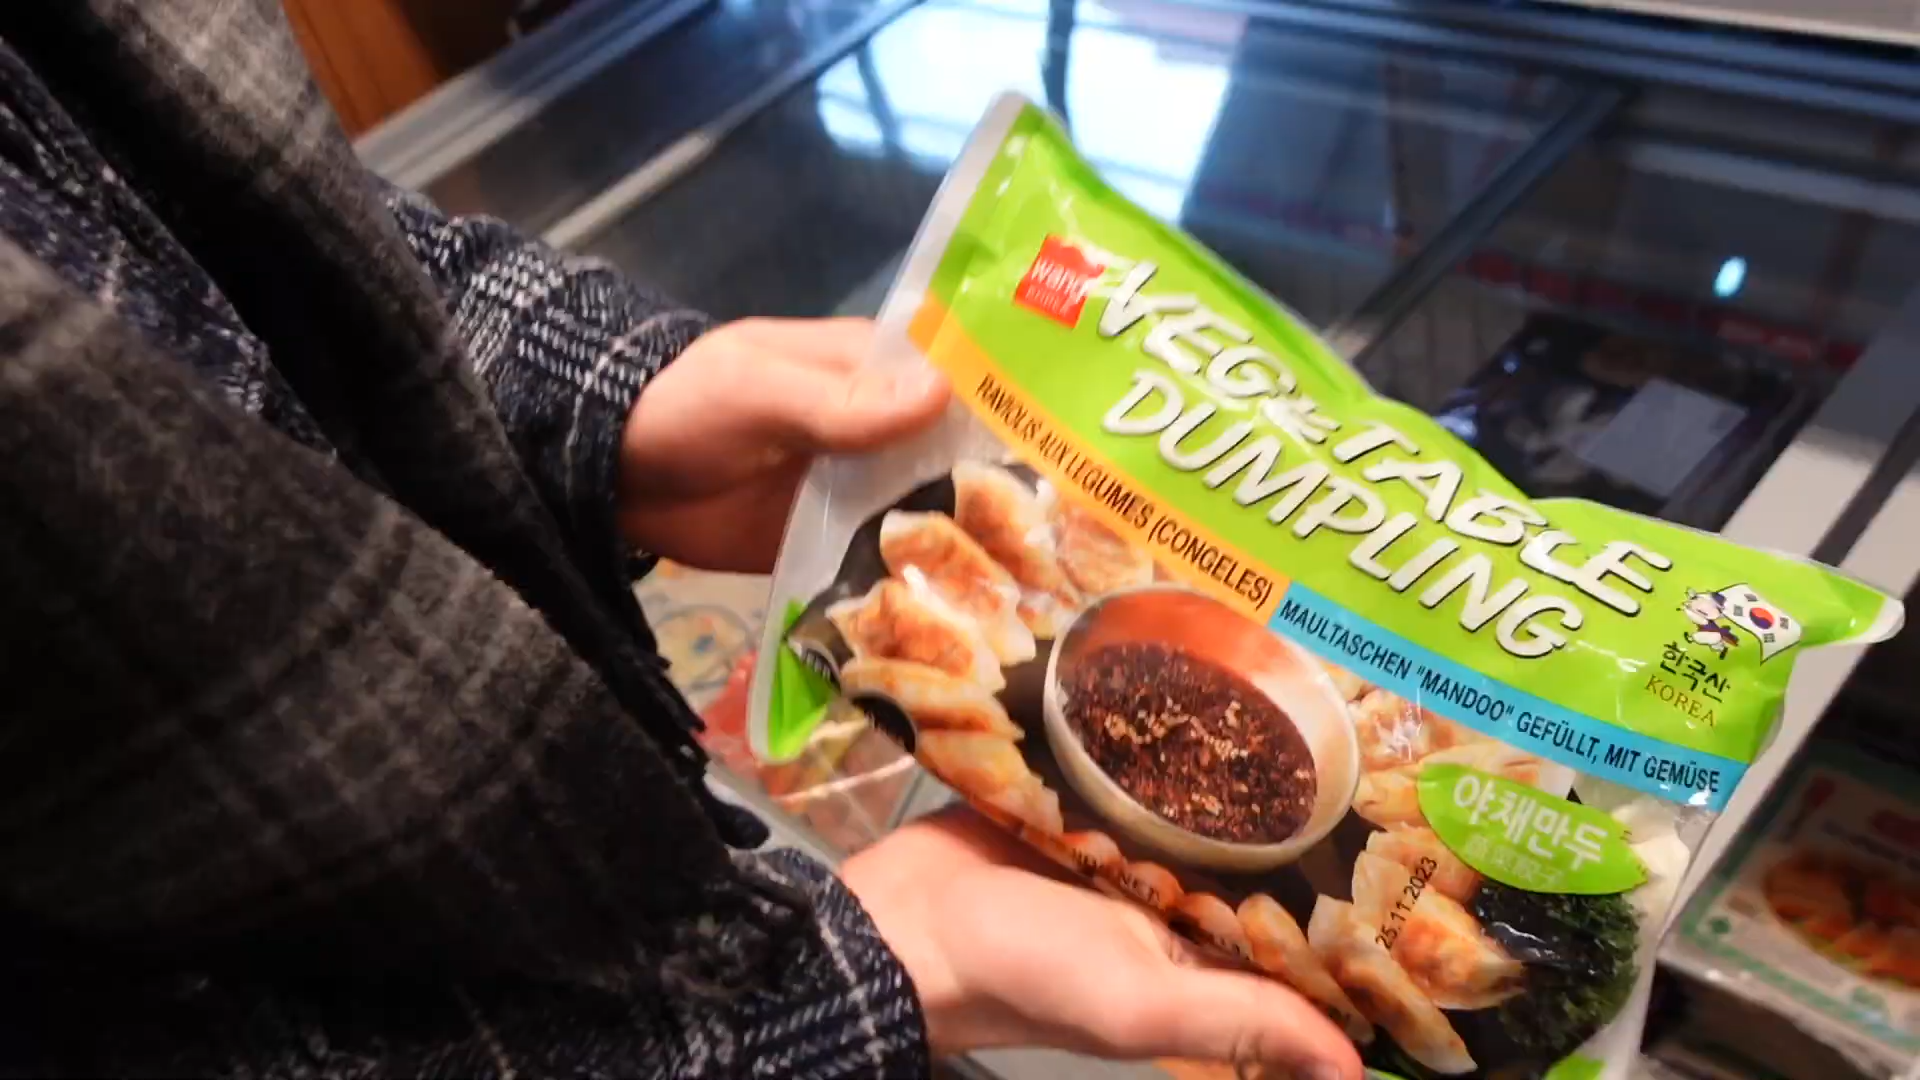 wang
VEGETABLE
DUMPLING
RAVIOLIS AUX LEGUMES (CONGELES)
MAULTASCHEN "MANDOO" GEFÜLLT, MIT GEMÜSE
한국산
KOREA
야채만두
25.11.2023